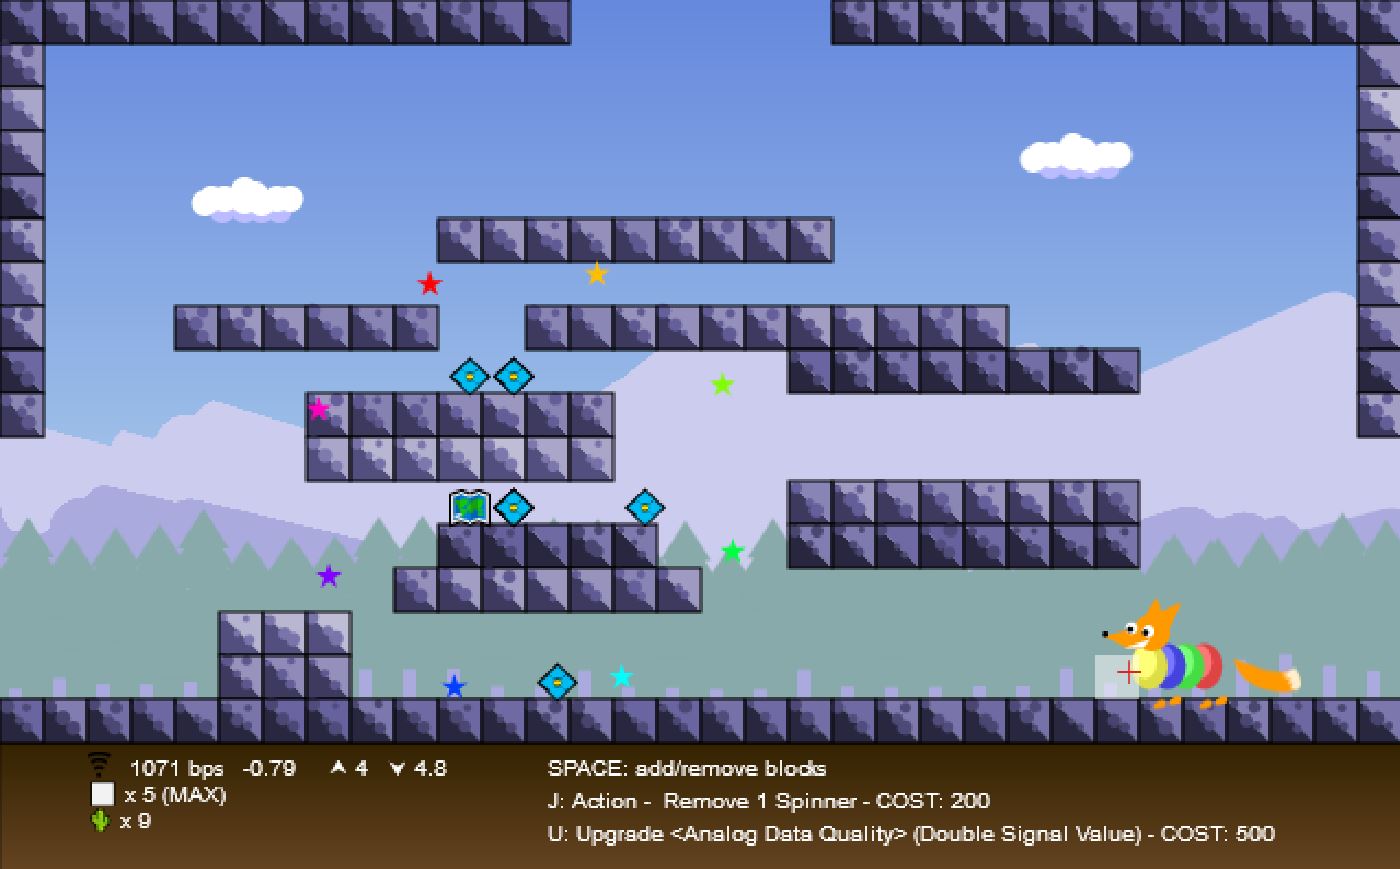 1071 bps -0.79 4 4.8
x 5 (MAX)
x 9
SPACE: add/remove blocks
J: Action - Remove 1 Spinner - COST: 200
U: Upgrade <Analog Data Quality> (Double Signal Value) - COST: 500